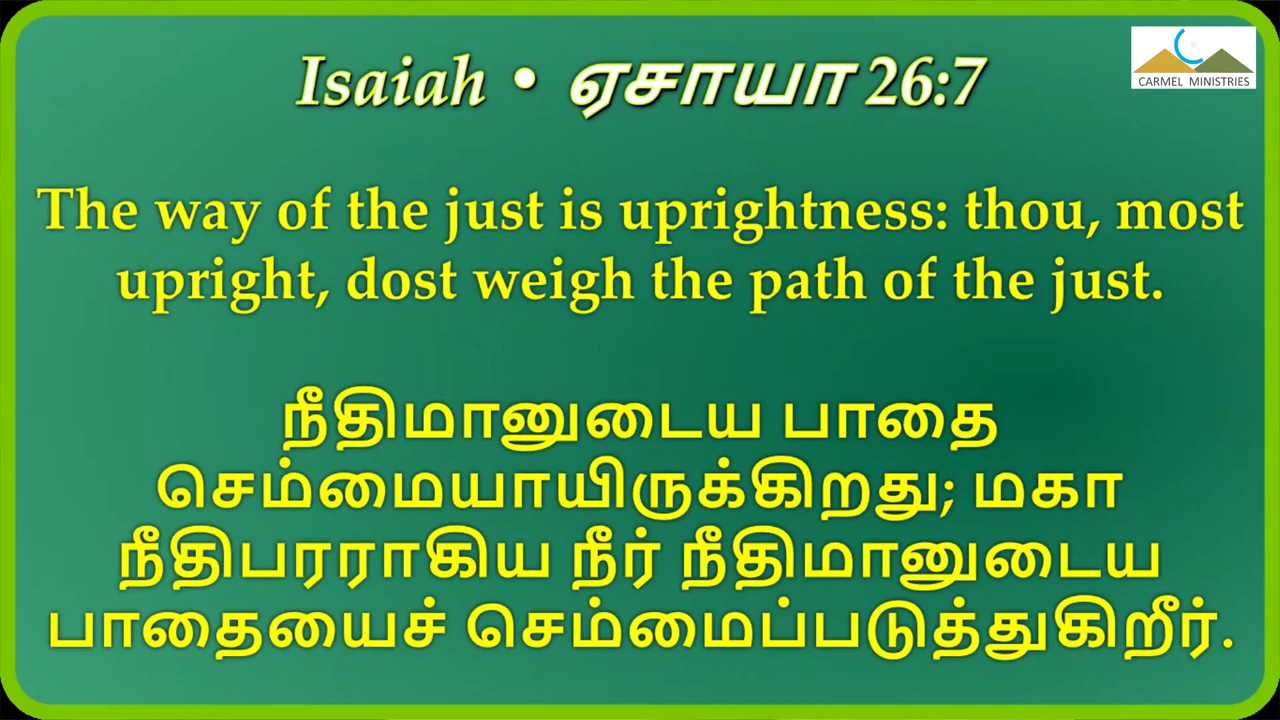 Isaiah • ஏசாயா 26:7
CARMEL MINISTRIES
The way of the just is uprightness: thou, most
upright, dost weigh the path of the just.
நீதிமானுடைய பாதை
செம்மையாயிருக்கிறது; மகா
நீதிபரராகிய நீர் நீதிமானுடைய
பாதையைச் செம்மைப்படுத்துகிறீர்.